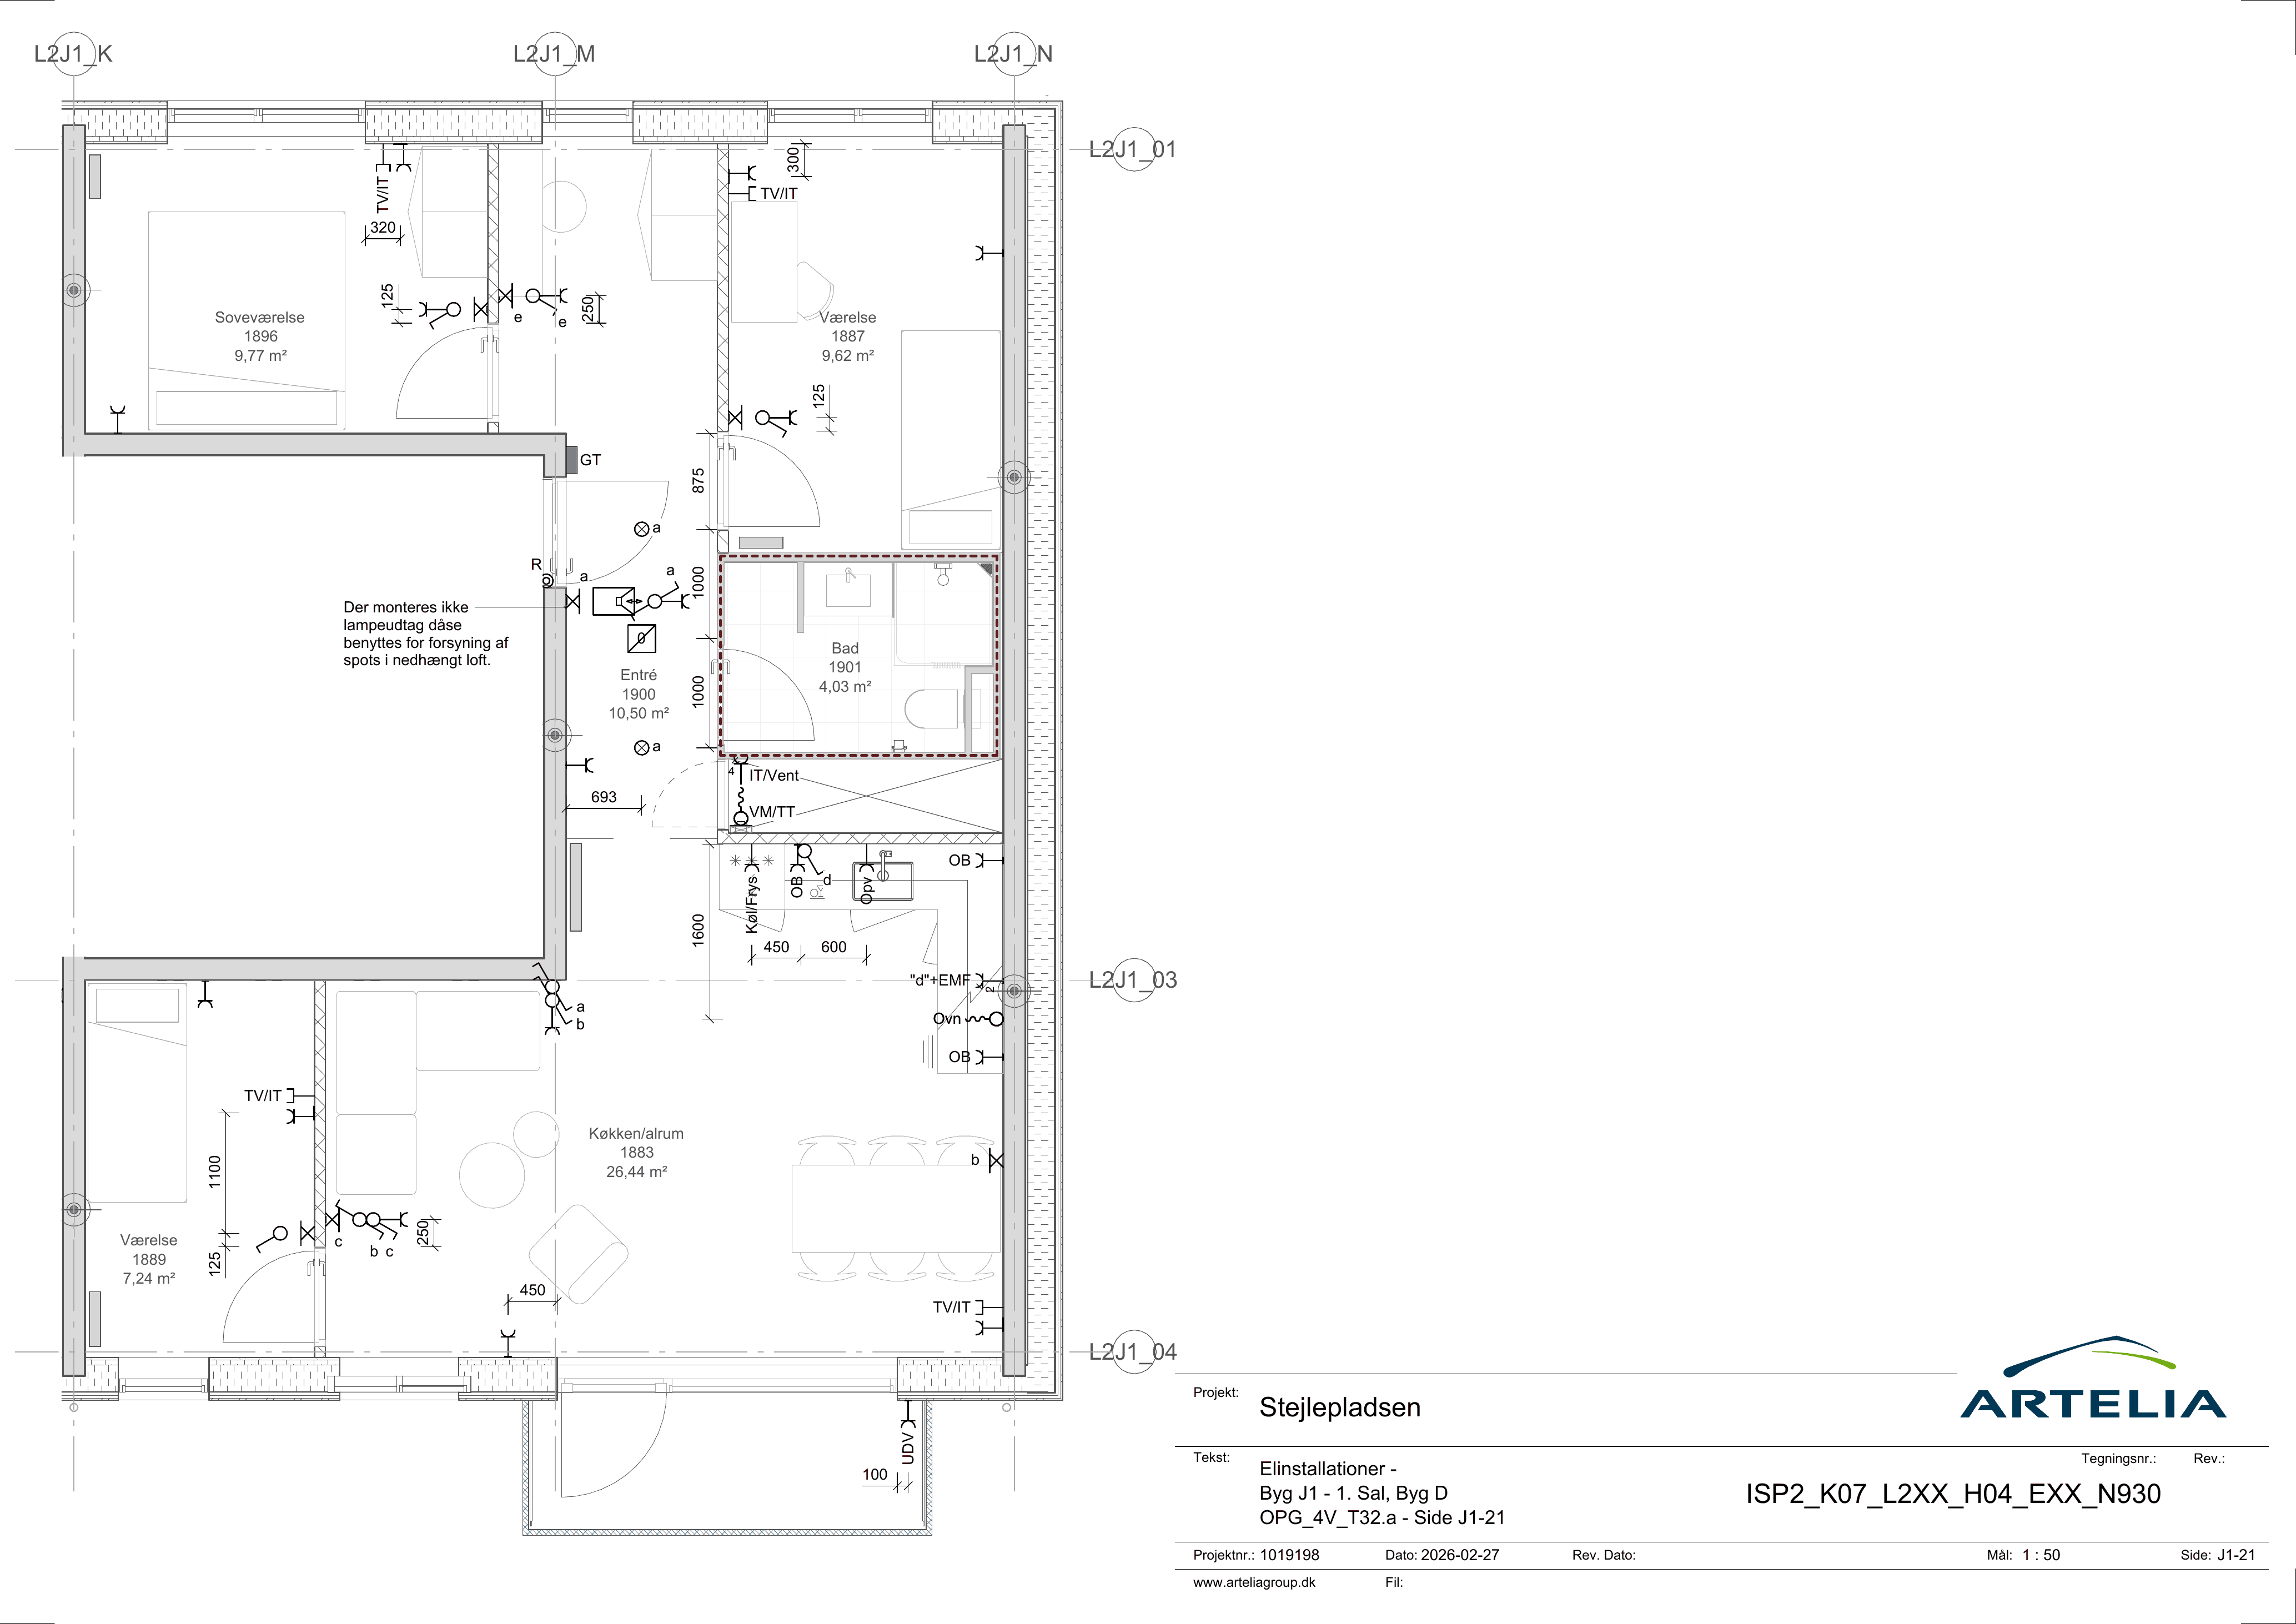 L2J1_K
L2J1_M
L2J1_N
L2J1_01
TV/IT
300
TV/IT
320
125
e
e
250
Soveværelse
1896
9,77 m²
Værelse
1887
9,62 m²
125
GT
875
a
R
a
a
1000
Der monteres ikke
lampeudtag dåse
benyttes for forsyning af
spots i nedhængt loft.
0
Bad
1901
4,03 m²
Entré
1900
10,50 m²
1000
a
4
IT/Vent
693
VM/TT
Køl/Frys
OB
d
Opv
OB
1600
450
600
"d"+EMF
2
L2J1_03
a
b
Ovn
OB
TV/IT
1100
Køkken/alrum
1883
26,44 m²
b
Værelse
1889
7,24 m²
125
c
b c
250
450
TV/IT
L2J1_04
UDV
100
Projekt:
Stejlepladsen
ARTELIA
Tekst:
Elinstallationer -
Byg J1 - 1. Sal, Byg D
OPG_4V_T32.a - Side J1-21
Tegningsnr.:
Rev.:
ISP2_K07_L2XX_H04_EXX_N930
Projektnr.: 1019198
Dato: 2026-02-27
Rev. Dato:
Mål: 1 : 50
Side: J1-21
www.arteliagroup.dk
Fil: